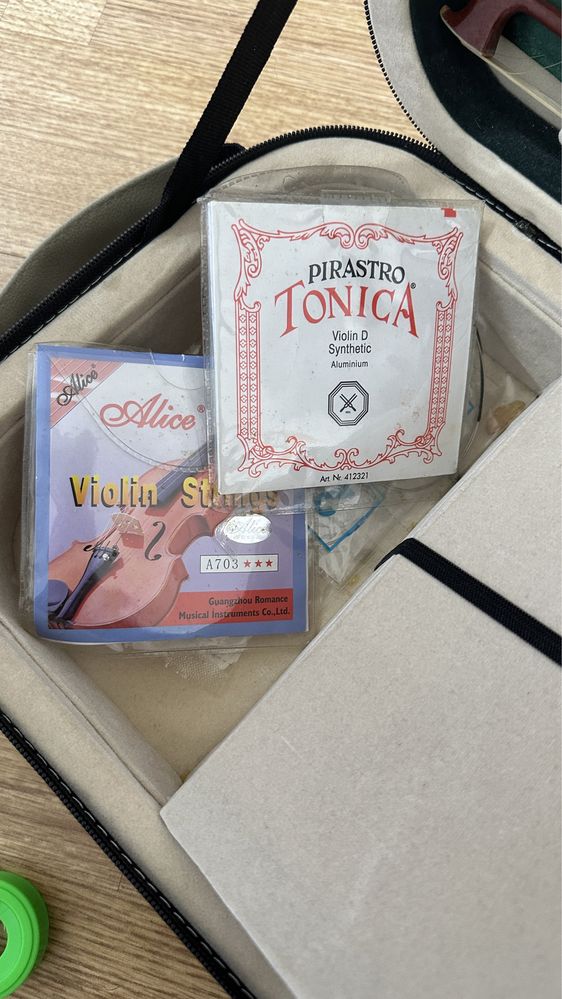 PIRASTRO
TONICA®
Violin D
Synthetic
Aluminium
Art. Nr. 412321
Alice
Alice®
Violin Strings
Alice
A703 ★★★
Guangzhou Romance
Musical Instruments Co.,Ltd.